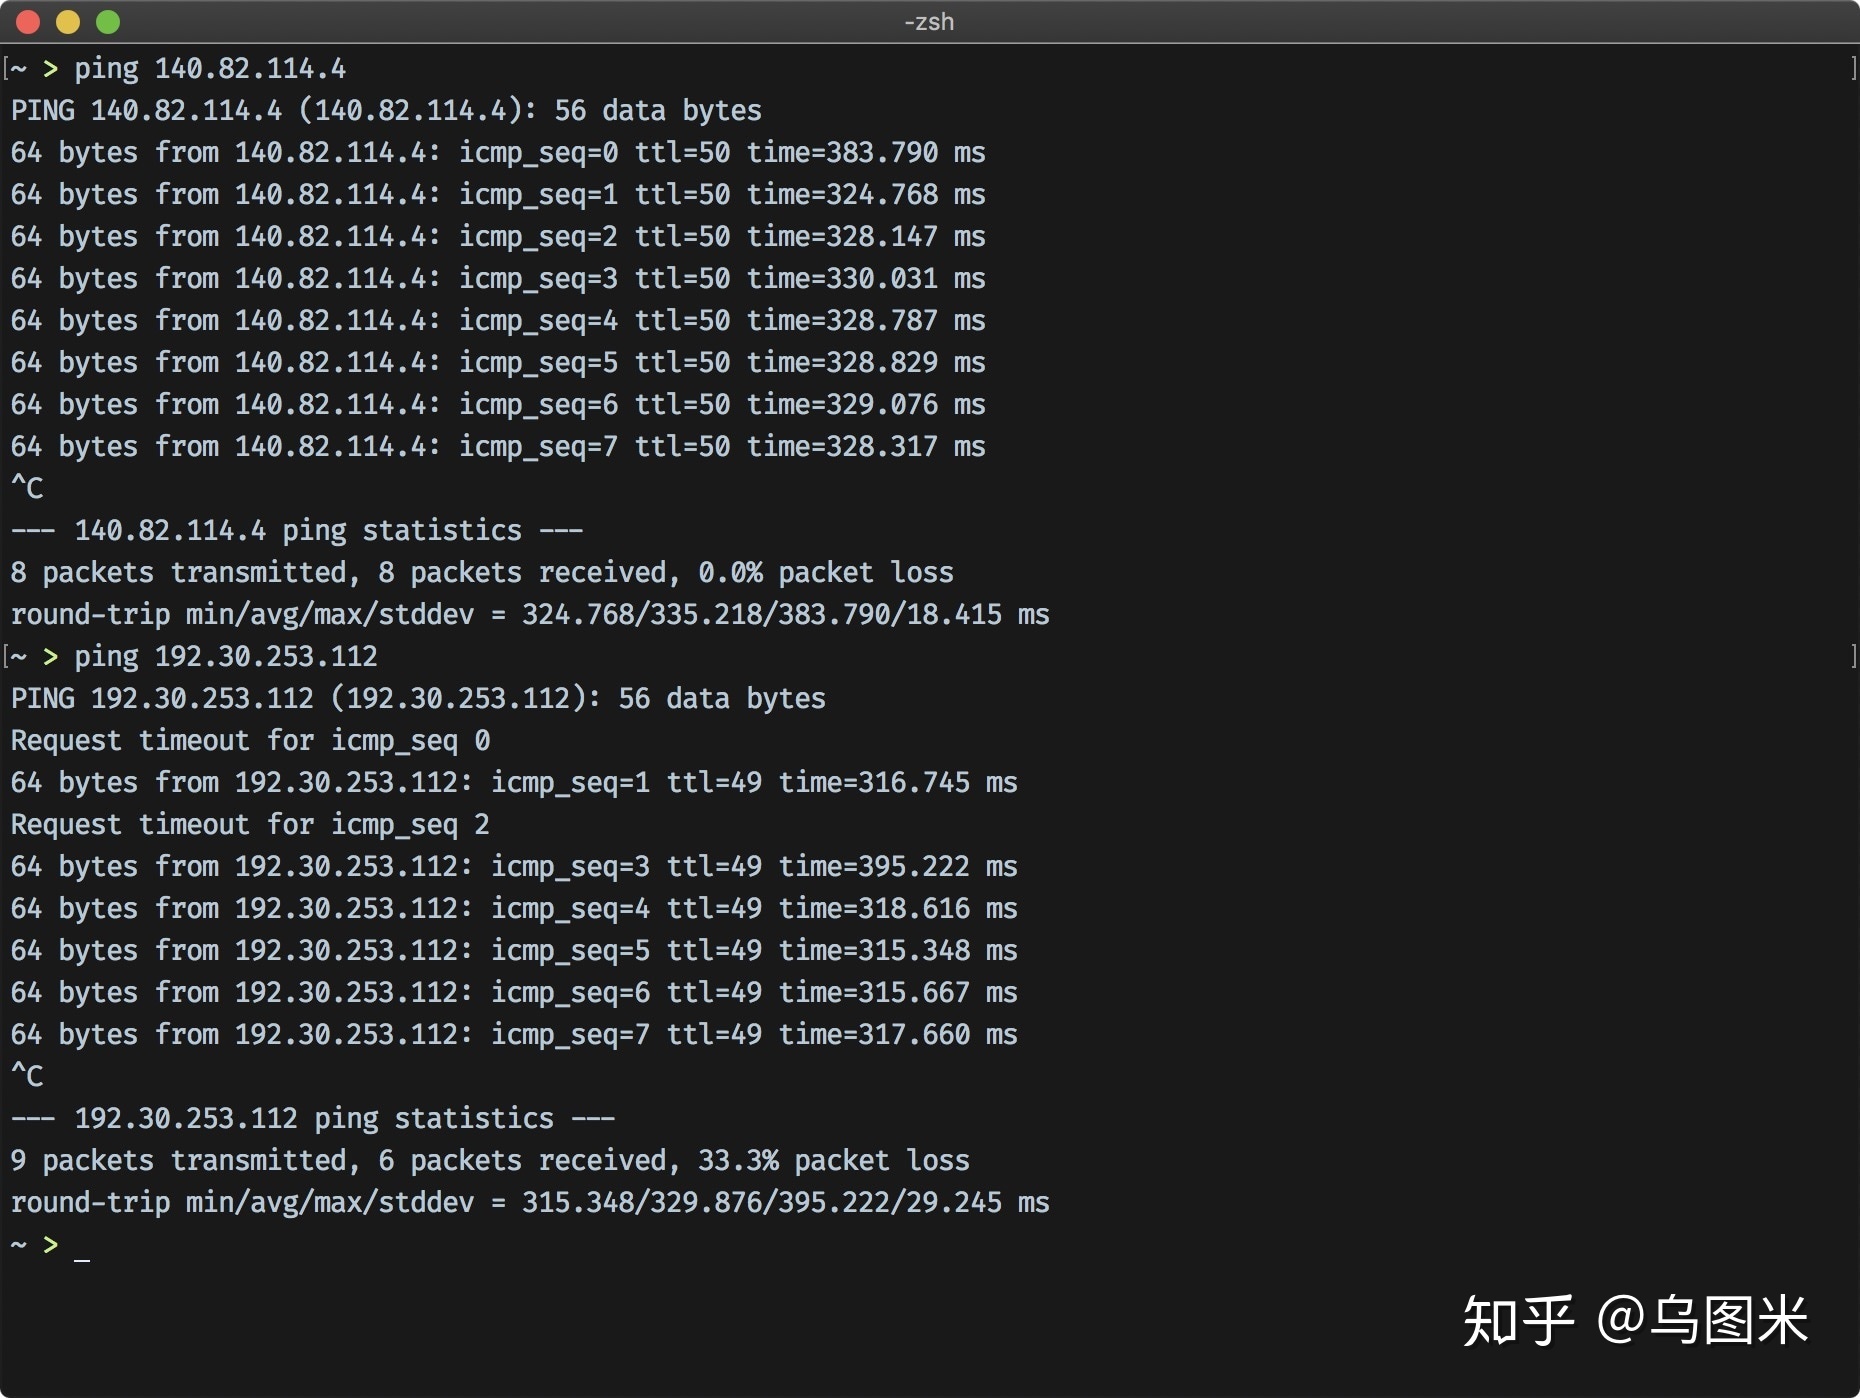 -zsh
[~ > ping 140.82.114.4 ]
PING 140.82.114.4 (140.82.114.4): 56 data bytes
64 bytes from 140.82.114.4: icmp_seq=0 ttl=50 time=383.790 ms
64 bytes from 140.82.114.4: icmp_seq=1 ttl=50 time=324.768 ms
64 bytes from 140.82.114.4: icmp_seq=2 ttl=50 time=328.147 ms
64 bytes from 140.82.114.4: icmp_seq=3 ttl=50 time=330.031 ms
64 bytes from 140.82.114.4: icmp_seq=4 ttl=50 time=328.787 ms
64 bytes from 140.82.114.4: icmp_seq=5 ttl=50 time=328.829 ms
64 bytes from 140.82.114.4: icmp_seq=6 ttl=50 time=329.076 ms
64 bytes from 140.82.114.4: icmp_seq=7 ttl=50 time=328.317 ms
^C
--- 140.82.114.4 ping statistics ---
8 packets transmitted, 8 packets received, 0.0% packet loss
round-trip min/avg/max/stddev = 324.768/335.218/383.790/18.415 ms
[~ > ping 192.30.253.112 ]
PING 192.30.253.112 (192.30.253.112): 56 data bytes
Request timeout for icmp_seq 0
64 bytes from 192.30.253.112: icmp_seq=1 ttl=49 time=316.745 ms
Request timeout for icmp_seq 2
64 bytes from 192.30.253.112: icmp_seq=3 ttl=49 time=395.222 ms
64 bytes from 192.30.253.112: icmp_seq=4 ttl=49 time=318.616 ms
64 bytes from 192.30.253.112: icmp_seq=5 ttl=49 time=315.348 ms
64 bytes from 192.30.253.112: icmp_seq=6 ttl=49 time=315.667 ms
64 bytes from 192.30.253.112: icmp_seq=7 ttl=49 time=317.660 ms
^C
--- 192.30.253.112 ping statistics ---
9 packets transmitted, 6 packets received, 33.3% packet loss
round-trip min/avg/max/stddev = 315.348/329.876/395.222/29.245 ms
~ > _
知乎 @乌图米